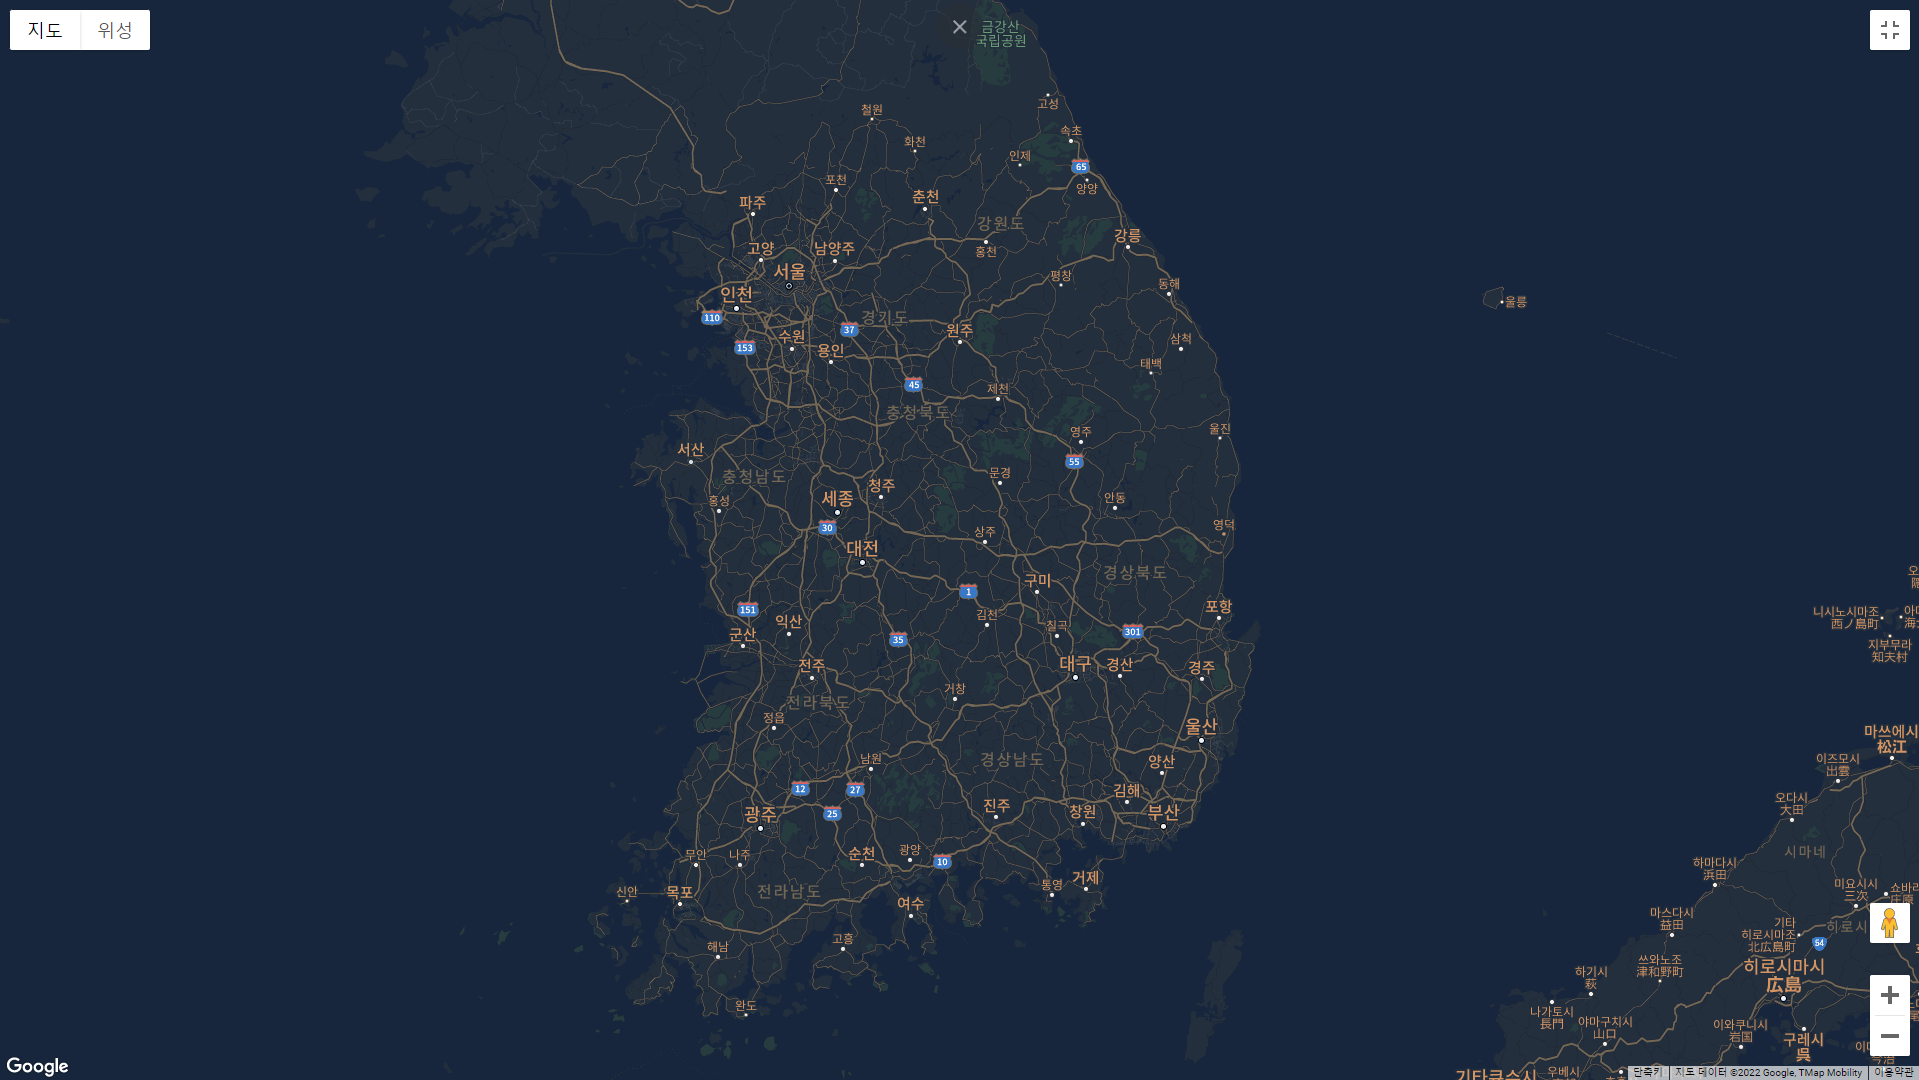 지도
위성
금강산
국립공원
고성
철원
속초
화천
인제
65
포천
양양
춘천
파주
강원도
강릉
고양
남양주
홍천
서울
평창
동해
인천
울릉
110
경기도
37
원주
수원
삼척
153
용인
태백
45
제천
충청북도
울진
영주
서산
55
충청남도
문경
청주
세종
안동
홍성
30
영덕
상주
대전
경상북도
구미
1
포항
151
김천
익산
칠곡
301
군산
35
니시노시마조
西ノ島町
지부무라
知夫村
대구
경산
전주
경주
거창
전라북도
정읍
울산
마쓰에시
松江
남원
경상남도
양산
이즈모시
出雲
12
27
김해
오다시
大田
진주
창원
부산
광주
25
무안
나주
순천
광양
10
시마네
하마다시
浜田
거제
통영
신안
목포
전라남도
미요시시
三次
여수
마스다시
益田
기타
히로시마조
北広島町
히로시
54
고흥
해남
쓰와노조
津和野町
히로시마시
広島
하기시
萩
완도
나가토시
長門
야마구치시
山口
이와쿠니시
岩国
구레시
呉
기타큐슈시
우베시
Google
단축키
지도 데이터 ©2022 Google, TMap Mobility
이용약관